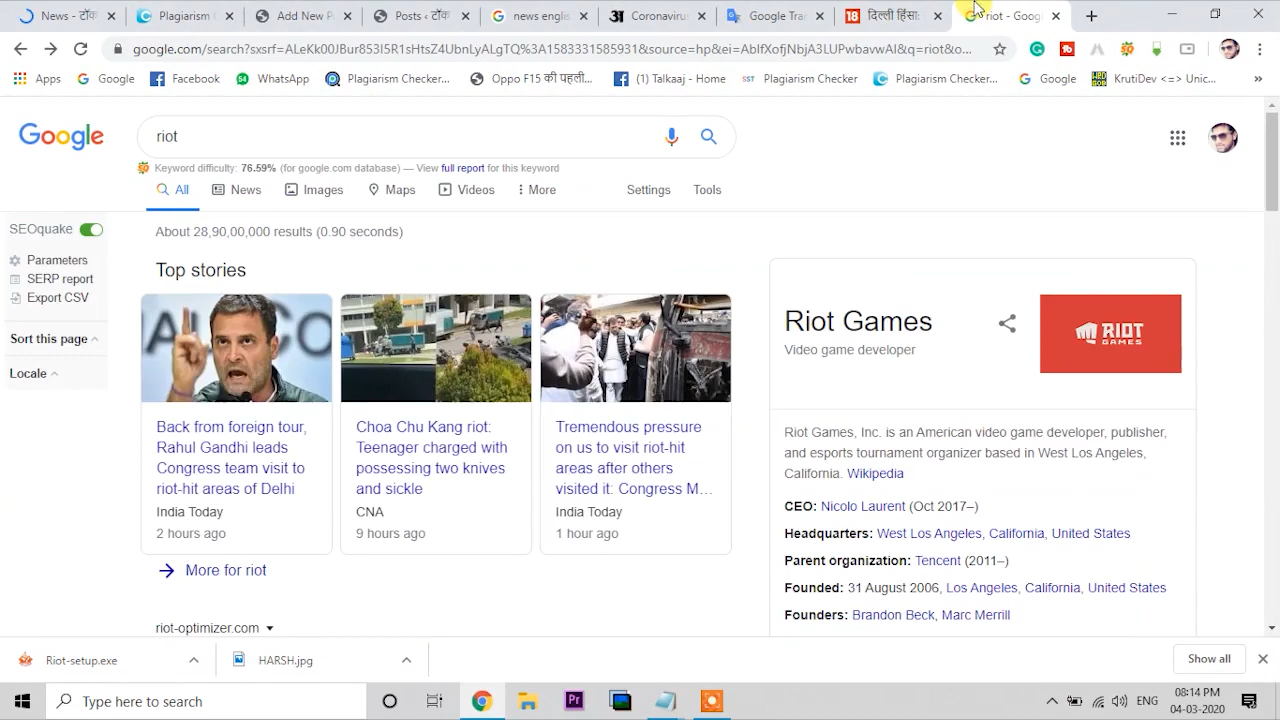 News - टॉक
Plagiarism C
Add New P
Posts ‹ टॉक
news englis
Coronavirus
Google Tra
18 दिल्ली हिंसा:
riot - Goog
google.com/search?sxsrf=ALeKk00JBur853I5R1sHtsZ4UbnLyALgTQ%3A1583331585931&source=hp&ei=AblfXofjNbjA3LUPwbavwAI&q=riot&o...
Apps
Google
Facebook
WhatsApp
Plagiarism Checker...
Oppo F15 की पहली...
(1) Talkaaj - Home
SST Plagiarism Checker
Plagiarism Checker...
Google
KrutiDev <=> Unic...
Google
riot
Keyword difficulty: 76.59% (for google.com database) — View full report for this keyword
All
News
Images
Maps
Videos
More
Settings
Tools
SEOquake
Parameters
SERP report
Export CSV
Sort this page
Locale
About 28,90,00,000 results (0.90 seconds)
Top stories
Back from foreign tour,
Rahul Gandhi leads
Congress team visit to
riot-hit areas of Delhi
India Today
2 hours ago
Choa Chu Kang riot:
Teenager charged with
possessing two knives
and sickle
CNA
9 hours ago
Tremendous pressure
on us to visit riot-hit
areas after others
visited it: Congress M...
India Today
1 hour ago
More for riot
riot-optimizer.com
Riot Games
Video game developer
RIOT
GAMES
Riot Games, Inc. is an American video game developer, publisher,
and esports tournament organizer based in West Los Angeles,
California. Wikipedia
CEO: Nicolo Laurent (Oct 2017–)
Headquarters: West Los Angeles, California, United States
Parent organization: Tencent (2011–)
Founded: 31 August 2006, Los Angeles, California, United States
Founders: Brandon Beck, Marc Merrill
Riot-setup.exe
HARSH.jpg
Show all
Type here to search
ENG
08:14 PM
04-03-2020